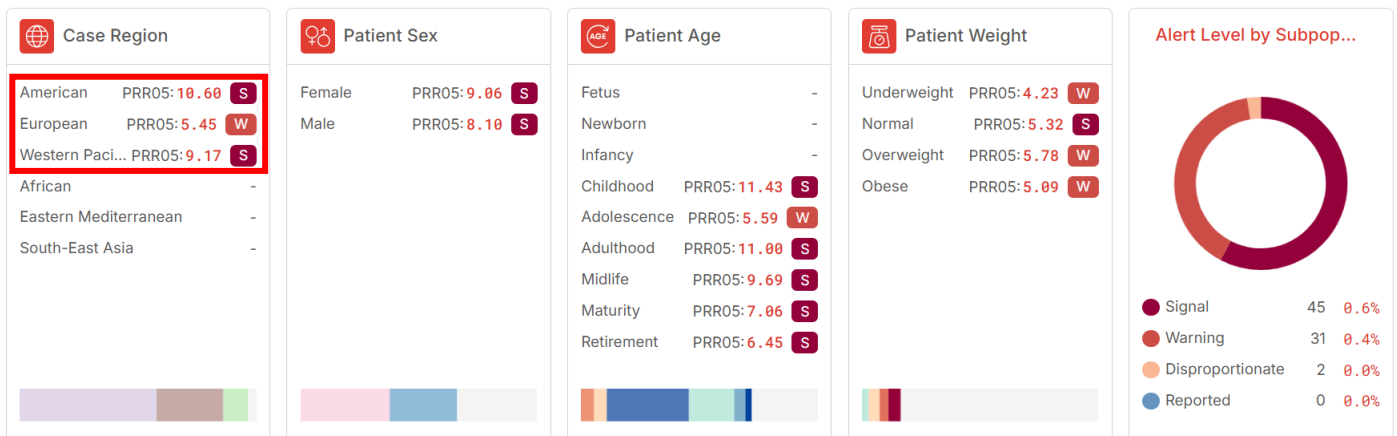 Case Region
American PRR05:10.60 S
European PRR05:5.45 W
Western Paci... PRR05:9.17 S
African -
Eastern Mediterranean -
South-East Asia -
Patient Sex
Female PRR05:9.06 S
Male PRR05:8.10 S
AGE
Patient Age
Fetus -
Newborn -
Infancy -
Childhood PRR05:11.43 S
Adolescence PRR05:5.59 W
Adulthood PRR05:11.00 S
Midlife PRR05:9.69 S
Maturity PRR05:7.06 S
Retirement PRR05:6.45 S
Patient Weight
Underweight PRR05:4.23 W
Normal PRR05:5.32 S
Overweight PRR05:5.78 W
Obese PRR05:5.09 W
Alert Level by Subpop...
Signal 45 0.6%
Warning 31 0.4%
Disproportionate 2 0.0%
Reported 0 0.0%